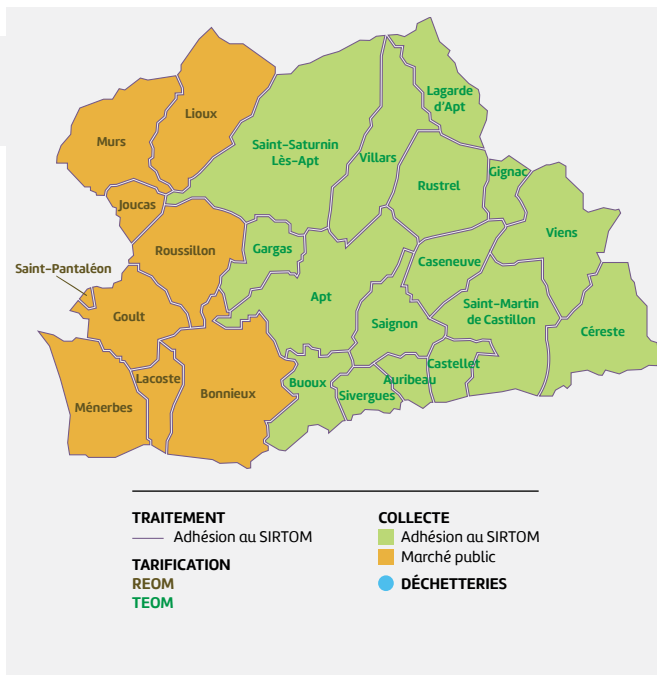 Lagarde
d'Apt
Lioux
Murs
Saint-Saturnin
Lès-Apt
Villars
Gignac
Rustrel
Joucas
Viens
Roussillon
Gargas
Caseneuve
Saint-Pantaléon
Apt
Saint-Martin
de Castillon
Goult
Saignon
Céreste
Castellet
Lacoste
Auribeau
Buoux
Bonnieux
Sivergues
Ménerbes
TRAITEMENT
Adhésion au SIRTOM
TARIFICATION
REOM
TEOM
COLLECTE
Adhésion au SIRTOM
Marché public
DÉCHETTERIES